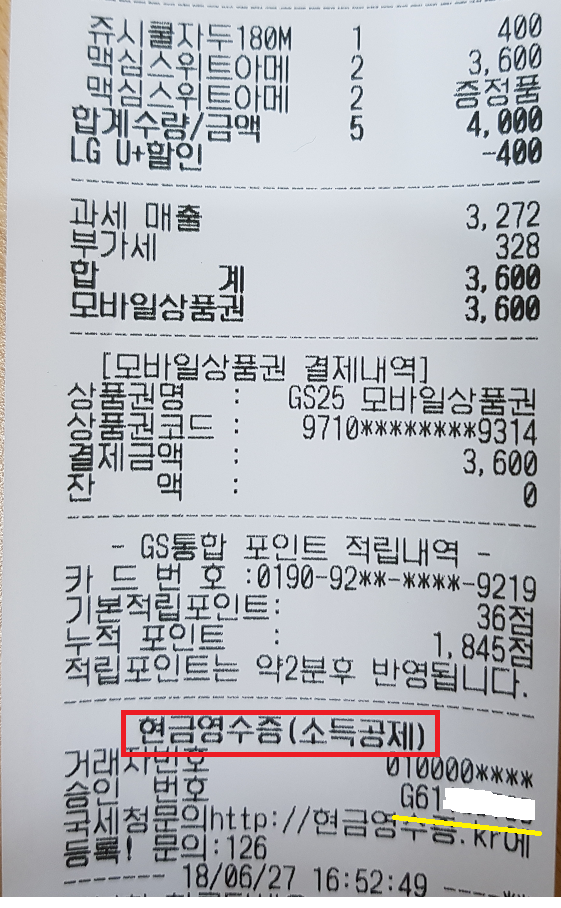 쥬시쿨자두180M 1 400
맥심스위트아메 2 3,600
맥심스위트아메 2 증정품
합계수량/금액 5 4,000
LG U+할인 -400
과세 매출 3,272
부가세 328
합 계 3,600
모바일상품권 3,600
[모바일상품권 결제내역]
상품권명 : GS25 모바일상품권
상품권코드 : 9710********9314
결제금액 : 3,600
잔 액 : 0
- GS통합 포인트 적립내역 -
카 드 번 호 :0190-92**-****-9219
기본적립포인트: 36점
누적 포인트 : 1,845점
적립포인트는 약2분후 반영됩니다.
현금영수증(소득공제)
거래자번호 010000****
승인 번호 G61
국세청문의http://현금영수증.kr에
등록! 문의:126
------- 18/06/27 16:52:49